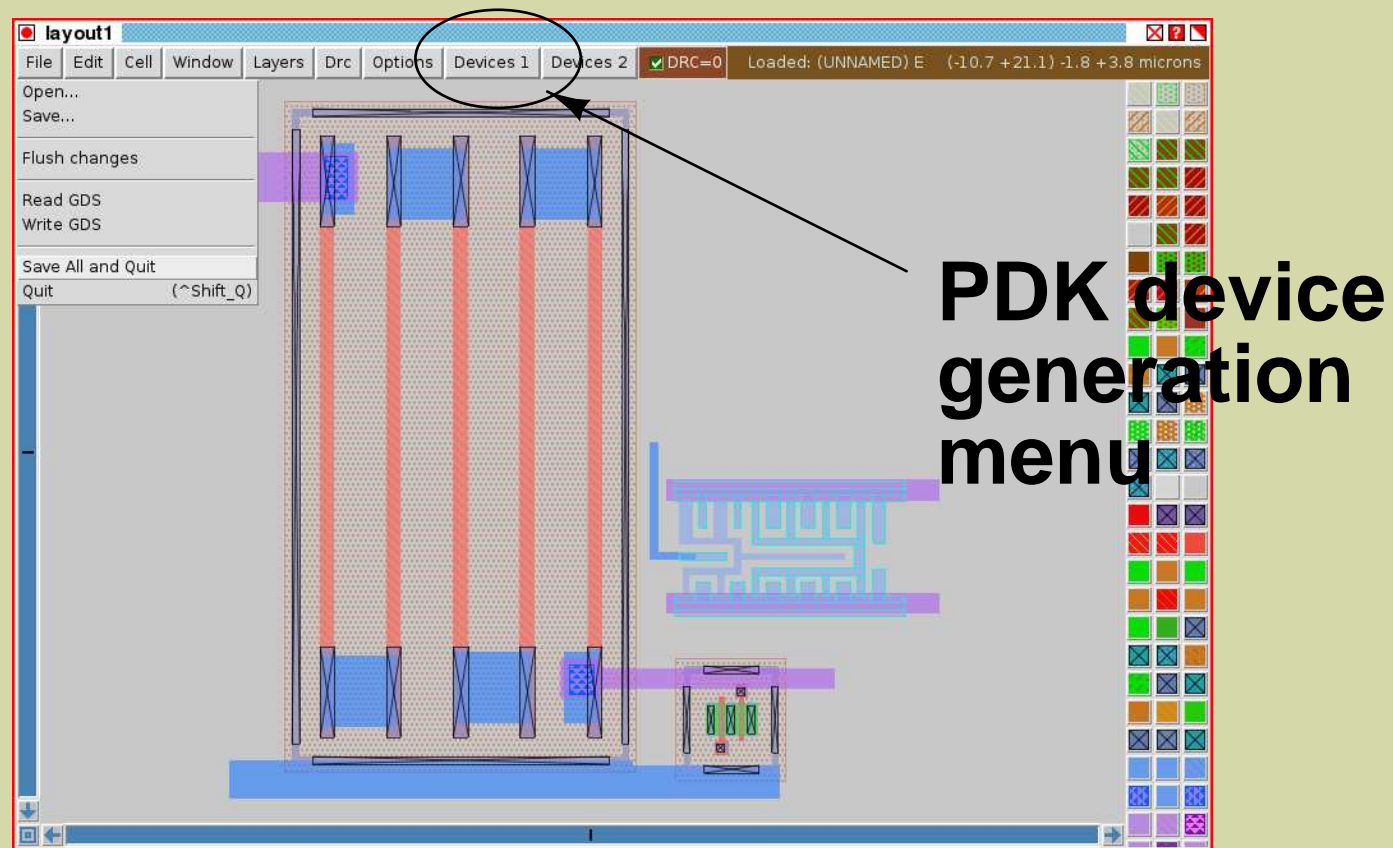 layout1
File Edit Cell Window Layers Drc Options Devices 1 Devices 2 DRC=0 Loaded: (UNNAMED) E (-10.7 +21.1) -1.8 +3.8 microns
Open...
Save...
Flush changes
Read GDS
Write GDS
Save All and Quit
Quit (^Shift_Q)
PDK device
generation
menu